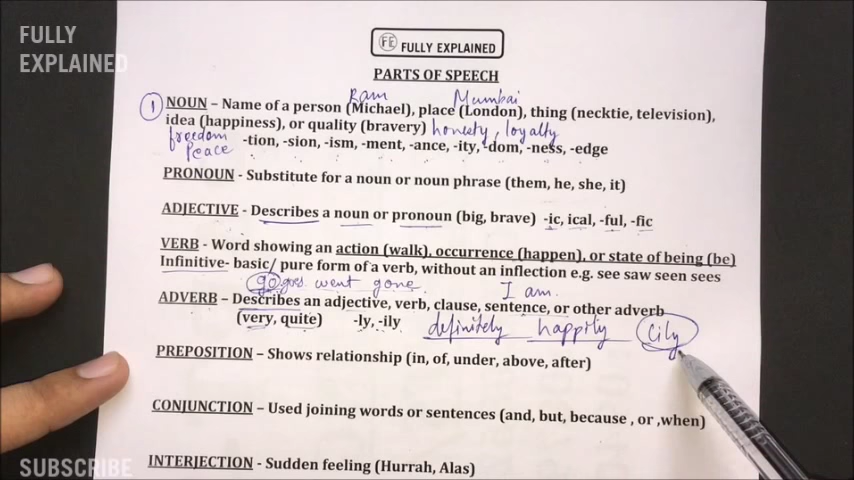 FULLY
EXPLAINED
FE FULLY EXPLAINED
PARTS OF SPEECH
Ram Mumbai
1 NOUN – Name of a person (Michael), place (London), thing (necktie, television),
idea (happiness), or quality (bravery) honesty, loyalty
freedom
Peace
-tion, -sion, -ism, -ment, -ance, -ity, -dom, -ness, -edge
PRONOUN - Substitute for a noun or noun phrase (them, he, she, it)
ADJECTIVE - Describes a noun or pronoun (big, brave) -ic, ical, -ful, -fic
VERB - Word showing an action (walk), occurrence (happen), or state of being (be)
Infinitive- basic/ pure form of a verb, without an inflection e.g. see saw seen sees
go goes went gone I am
ADVERB – Describes an adjective, verb, clause, sentence, or other adverb
(very, quite) -ly, -ily definitely happily Cily
PREPOSITION – Shows relationship (in, of, under, above, after)
CONJUNCTION – Used joining words or sentences (and, but, because , or ,when)
INTERJECTION - Sudden feeling (Hurrah, Alas)
SUBSCRIBE